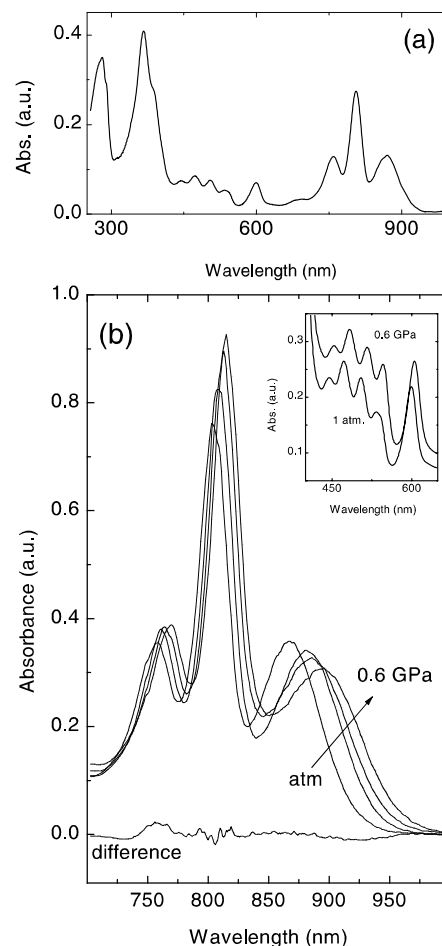 (a)
Abs. (a.u.)
0.4
0.2
0.0
300 600 900
Wavelength (nm)
(b)
Absorbance (a.u.)
1.0
0.8
0.6
0.4
0.2
0.0
0.6 GPa
atm
difference
750 800 850 900 950
Wavelength (nm)
Abs. (a.u.)
0.3
0.2
0.1
0.6 GPa
1 atm.
450 600
Wavelength (nm)